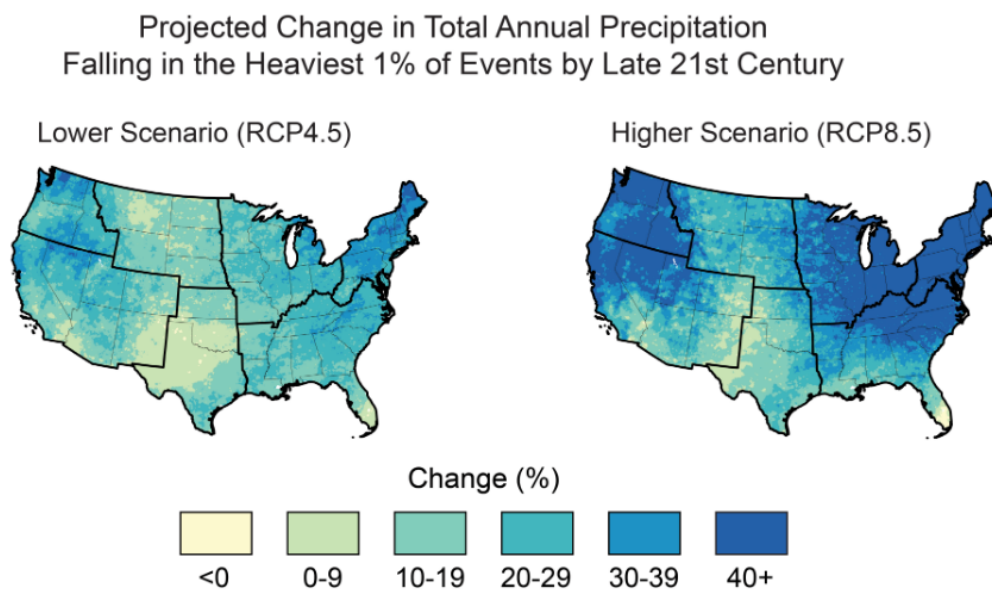 Projected Change in Total Annual Precipitation
Falling in the Heaviest 1% of Events by Late 21st Century
Lower Scenario (RCP4.5)
Higher Scenario (RCP8.5)
Change (%)
<0
0-9
10-19
20-29
30-39
40+